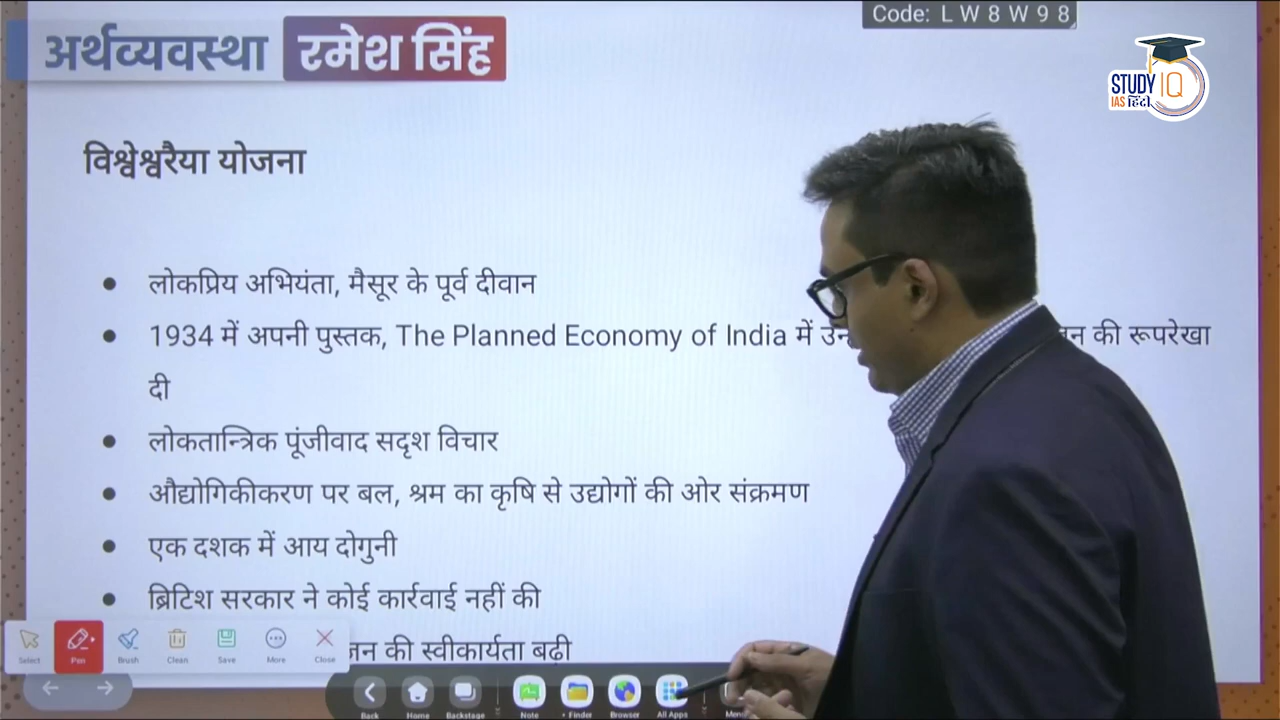 Code: L W 8 W 9 8
अर्थव्यवस्था रमेश सिंह
STUDY IQ
IAS हिंदी
विश्वेश्वरैया योजना
● लोकप्रिय अभियंता, मैसूर के पूर्व दीवान
● 1934 में अपनी पुस्तक, The Planned Economy of India में की रूपरेखा
दी
● लोकतान्त्रिक पूंजीवाद सदृश विचार
● औद्योगिकीकरण पर बल, श्रम का कृषि से उद्योगों की ओर संक्रमण
● एक दशक में आय दोगुनी
● ब्रिटिश सरकार ने कोई कार्रवाई नहीं की
की स्वीकार्यता बढ़ी
Select Pen Brush Clean Save More Close
Back Home Backstage Note Finder Browser All Apps